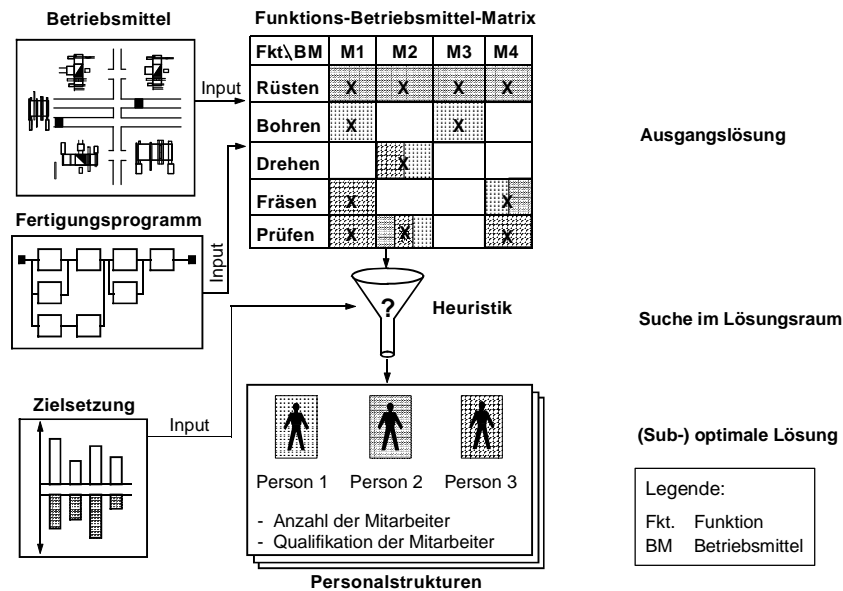 Betriebsmittel
Funktions-Betriebsmittel-Matrix
Fkt\BM M1 M2 M3 M4
Rüsten X X X X
Bohren X X
Drehen X
Fräsen X X
Prüfen X X X
Input
Ausgangslösung
Fertigungsprogramm
Input
?
Heuristik
Suche im Lösungsraum
Zielsetzung
Input
(Sub-) optimale Lösung
Person 1 Person 2 Person 3
- Anzahl der Mitarbeiter
- Qualifikation der Mitarbeiter
Personalstrukturen
Legende:
Fkt. Funktion
BM Betriebsmittel